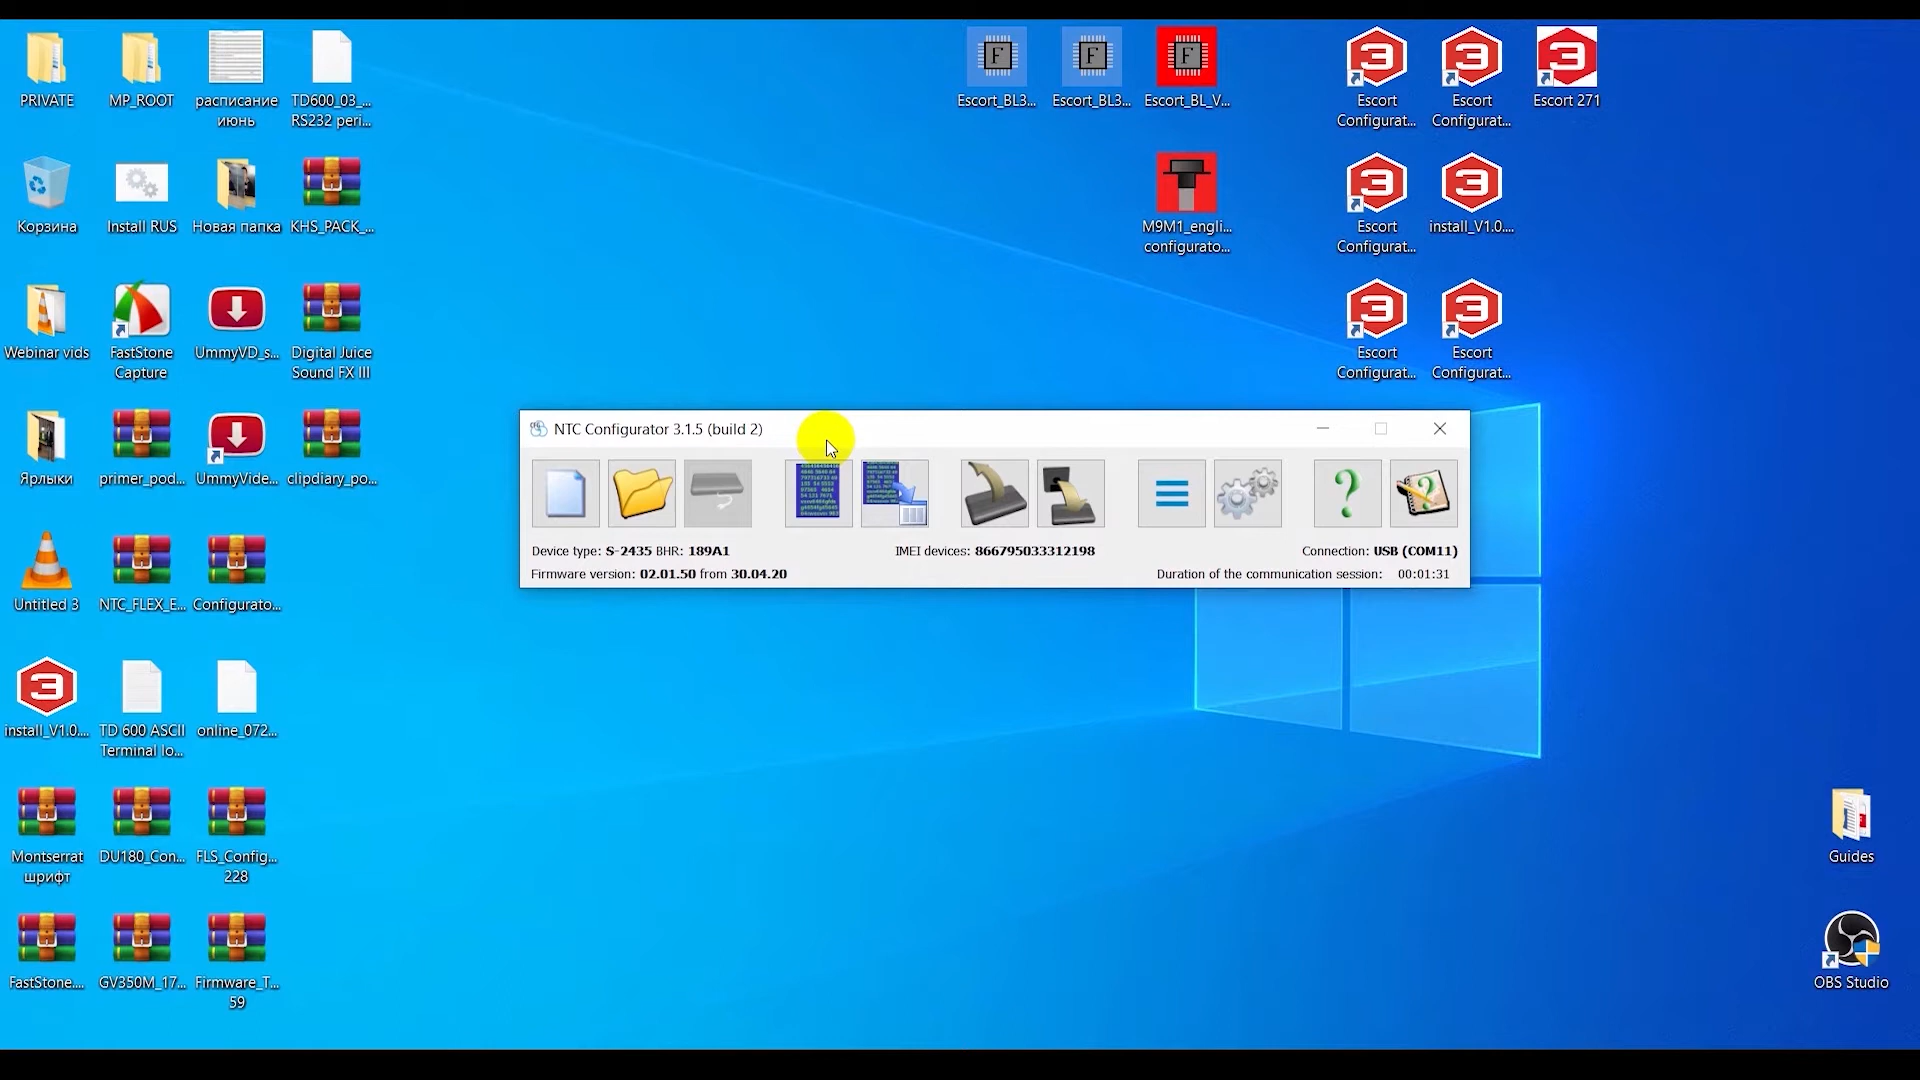 PRIVATE
MP_ROOT
расписание
июнь
TD600_03_...
RS232 peri...
Escort_BL3...
Escort_BL3...
Escort_BL_V...
Escort
Configurat...
Escort
Configurat...
Escort 271
Корзина
Install RUS
Новая папка
KHS_PACK_...
M9M1_engli...
configurato...
Escort
Configurat...
install_V1.0....
Webinar vids
FastStone
Capture
UmmyVD_s...
Digital Juice
Sound FX III
Escort
Configurat...
Escort
Configurat...
Ярлыки
primer_pod...
UmmyVide...
clipdiary_po...
NTC Configurator 3.1.5 (build 2)
Device type: S-2435 BHR: 189A1
IMEI devices: 866795033312198
Connection: USB (COM11)
Firmware version: 02.01.50 from 30.04.20
Duration of the communication session: 00:01:31
Untitled 3
NTC_FLEX_E...
Configurato...
install_V1.0....
TD 600 ASCII
Terminal lo...
online_072...
Montserrat
шрифт
DU180_Con...
FLS_Config...
228
Guides
FastStone....
GV350M_17...
Firmware_T...
59
OBS Studio